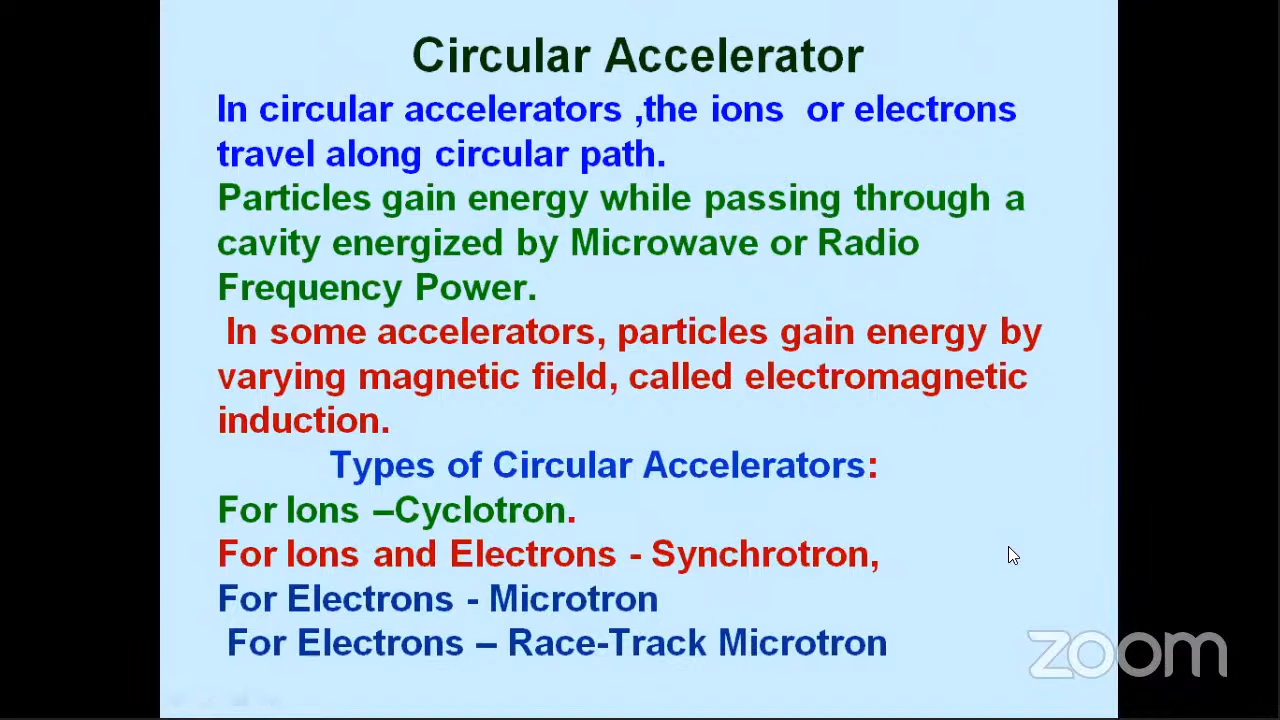 Circular Accelerator
In circular accelerators ,the ions or electrons
travel along circular path.
Particles gain energy while passing through a
cavity energized by Microwave or Radio
Frequency Power.
In some accelerators, particles gain energy by
varying magnetic field, called electromagnetic
induction.
Types of Circular Accelerators:
For Ions –Cyclotron.
For Ions and Electrons - Synchrotron,
For Electrons - Microtron
For Electrons – Race-Track Microtron
zoom